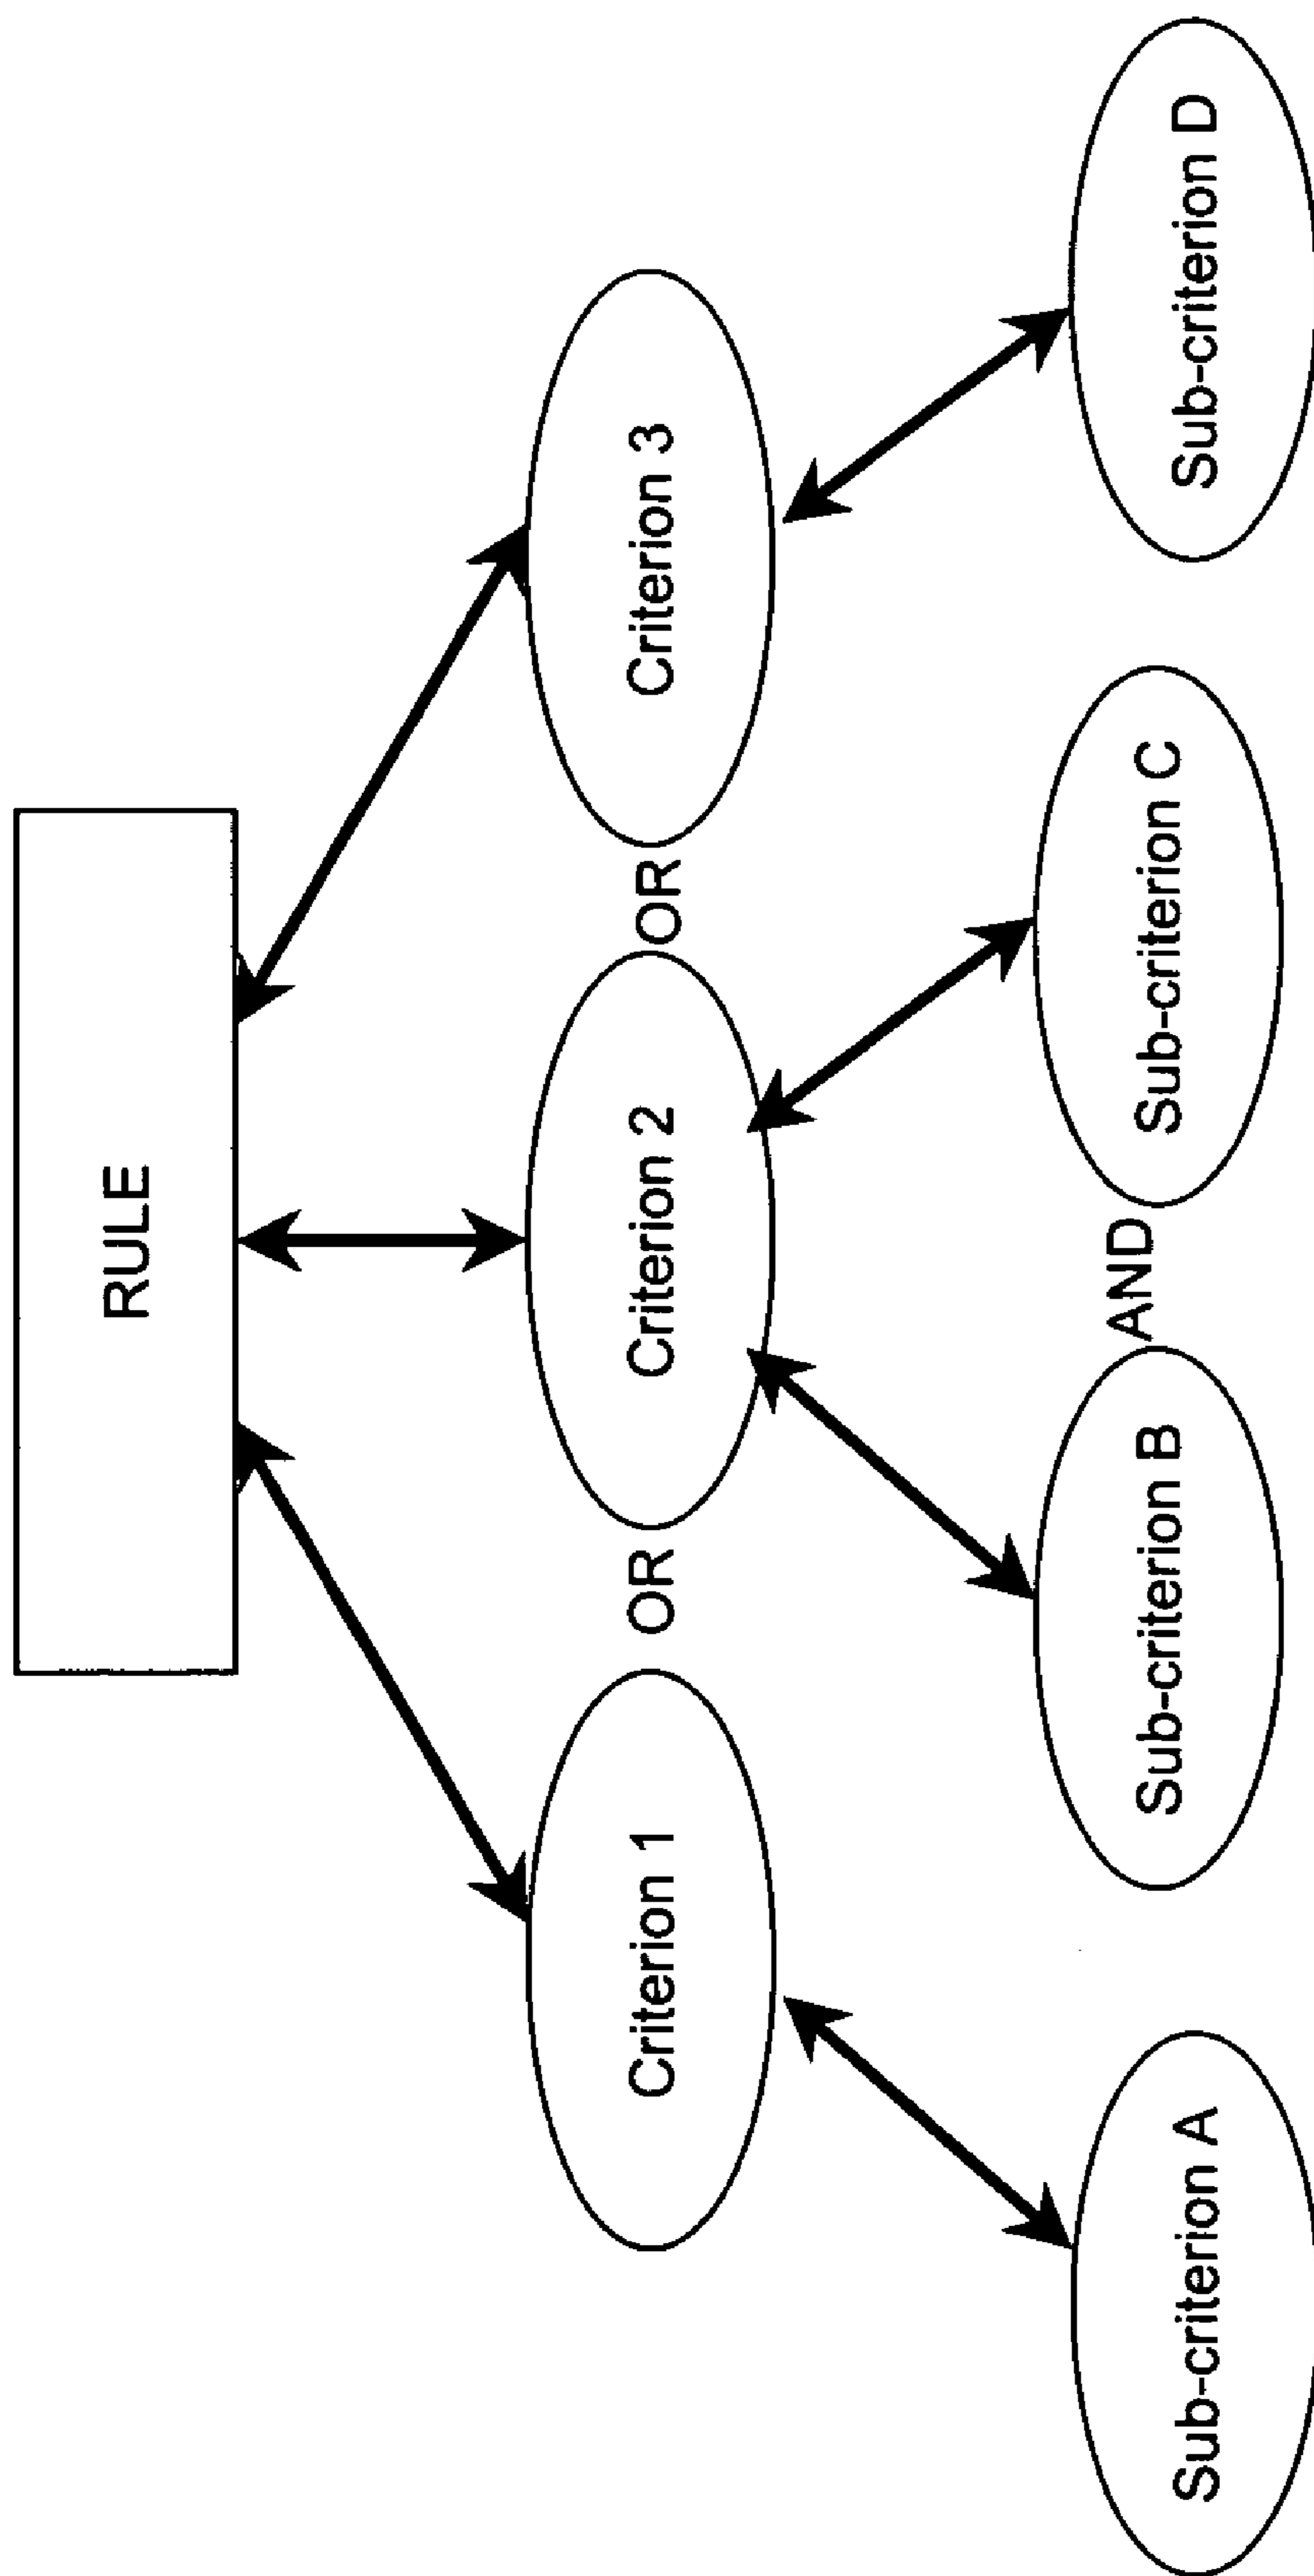 RULE
Criterion 1
OR
Criterion 2
OR
Criterion 3
Sub-criterion A
Sub-criterion B
AND
Sub-criterion C
Sub-criterion D